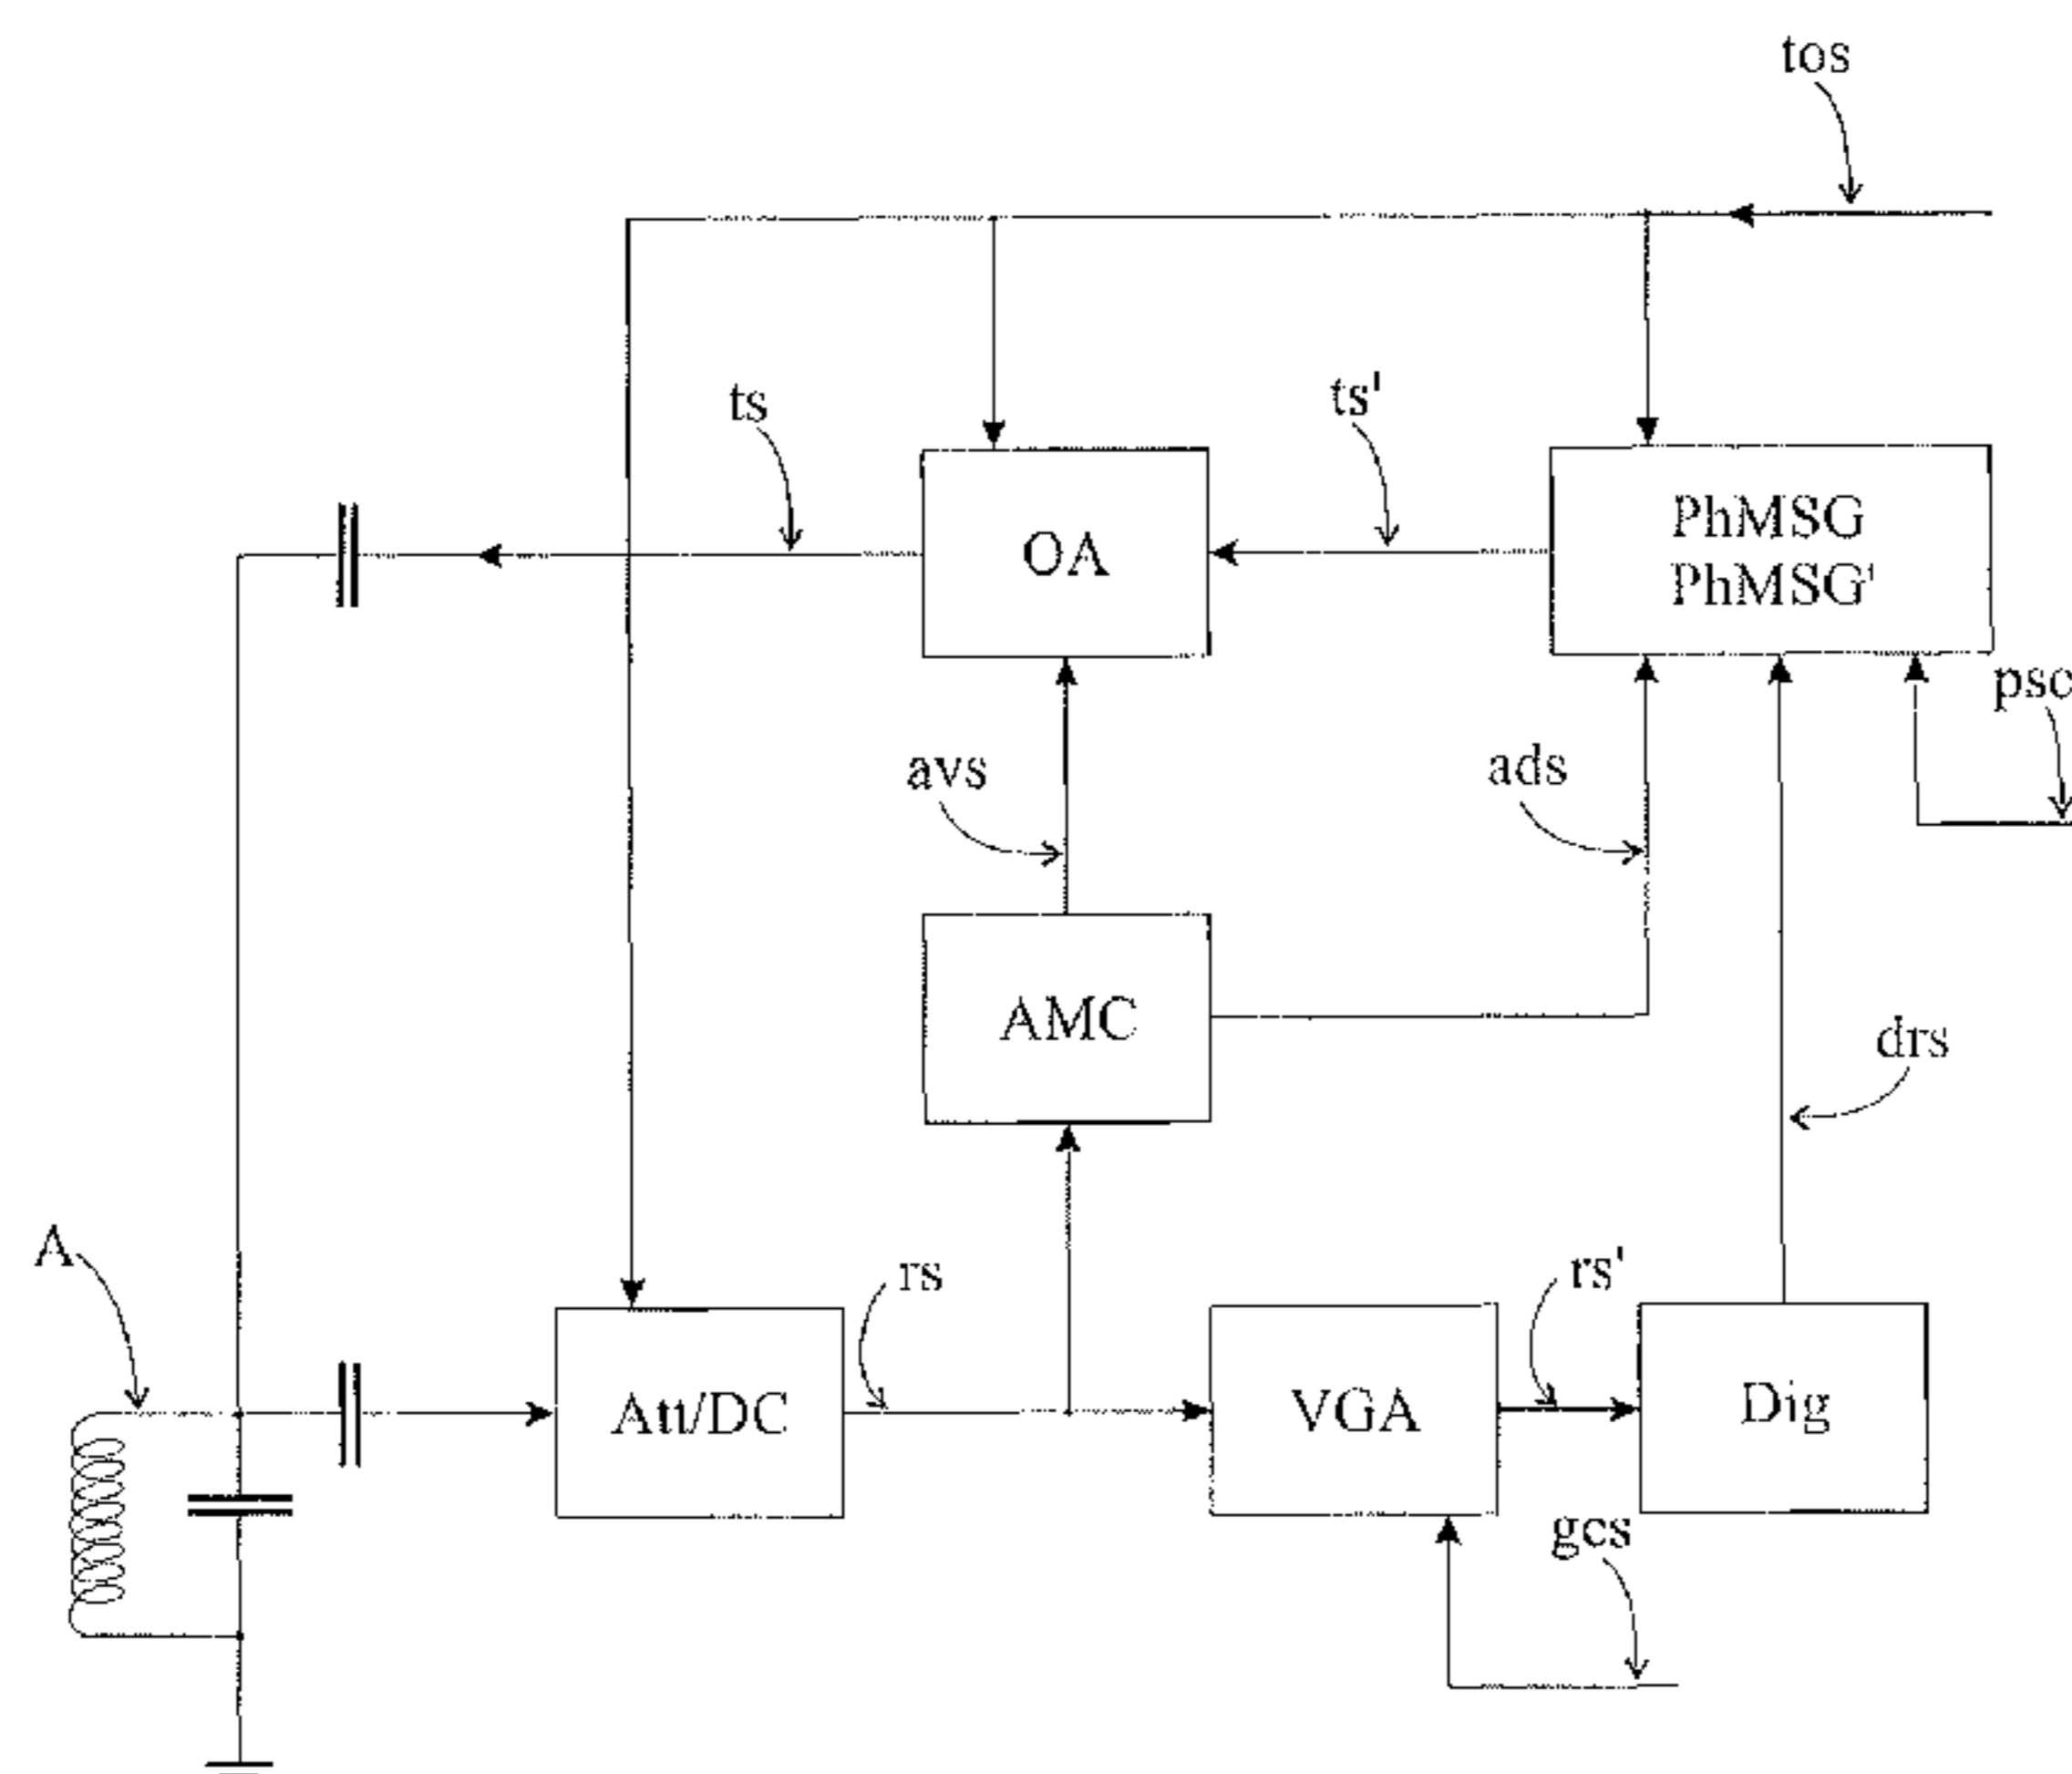 tos
ts
ts'
OA
PhMSG
PhMSG'
psc
avs
ads
AMC
drs
A
rs
rs'
Att/DC
VGA
Dig
gcs